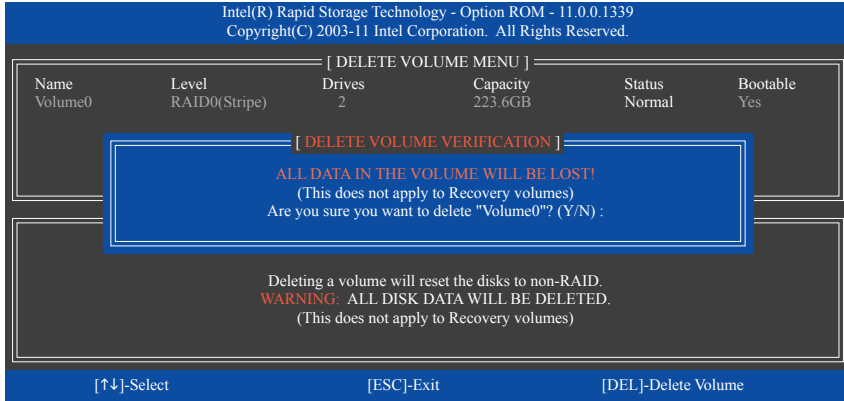 Intel(R) Rapid Storage Technology - Option ROM - 11.0.0.1339
Copyright(C) 2003-11 Intel Corporation.  All Rights Reserved.
[ DELETE VOLUME MENU ]
Name Level Drives Capacity Status Bootable
Volume0 RAID0(Stripe) 2 223.6GB Normal Yes
[ DELETE VOLUME VERIFICATION ]
ALL DATA IN THE VOLUME WILL BE LOST!
(This does not apply to Recovery volumes)
Are you sure you want to delete "Volume0"? (Y/N) :
Deleting a volume will reset the disks to non-RAID.
WARNING:  ALL DISK DATA WILL BE DELETED.
(This does not apply to Recovery volumes)
[↑↓]-Select [ESC]-Exit [DEL]-Delete Volume